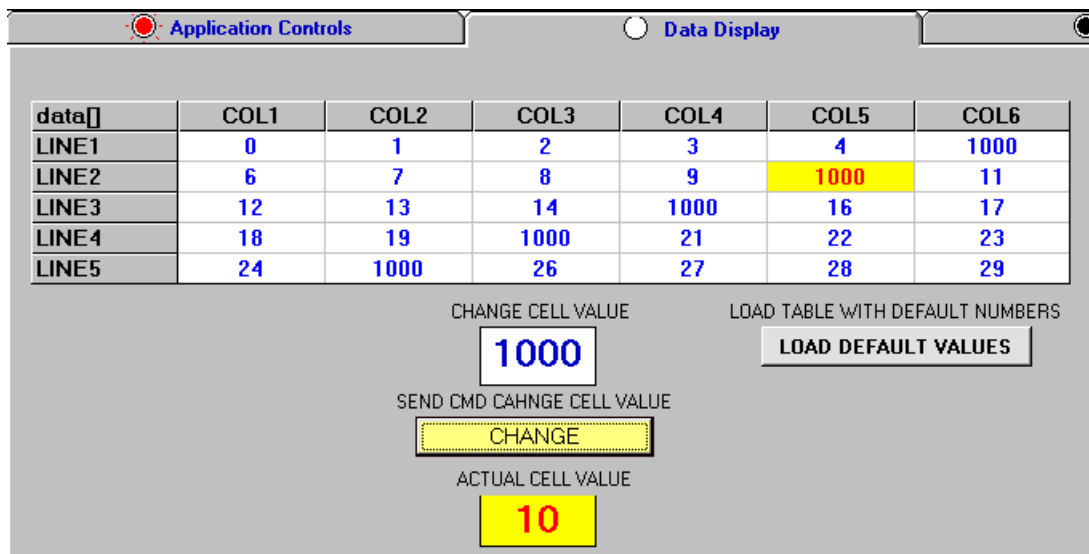 Application Controls Data Display
data[] COL1 COL2 COL3 COL4 COL5 COL6
LINE1 0 1 2 3 4 1000
LINE2 6 7 8 9 1000 11
LINE3 12 13 14 1000 16 17
LINE4 18 19 1000 21 22 23
LINE5 24 1000 26 27 28 29
CHANGE CELL VALUE LOAD TABLE WITH DEFAULT NUMBERS
1000 LOAD DEFAULT VALUES
SEND CMD CAHNGE CELL VALUE
CHANGE
ACTUAL CELL VALUE
10